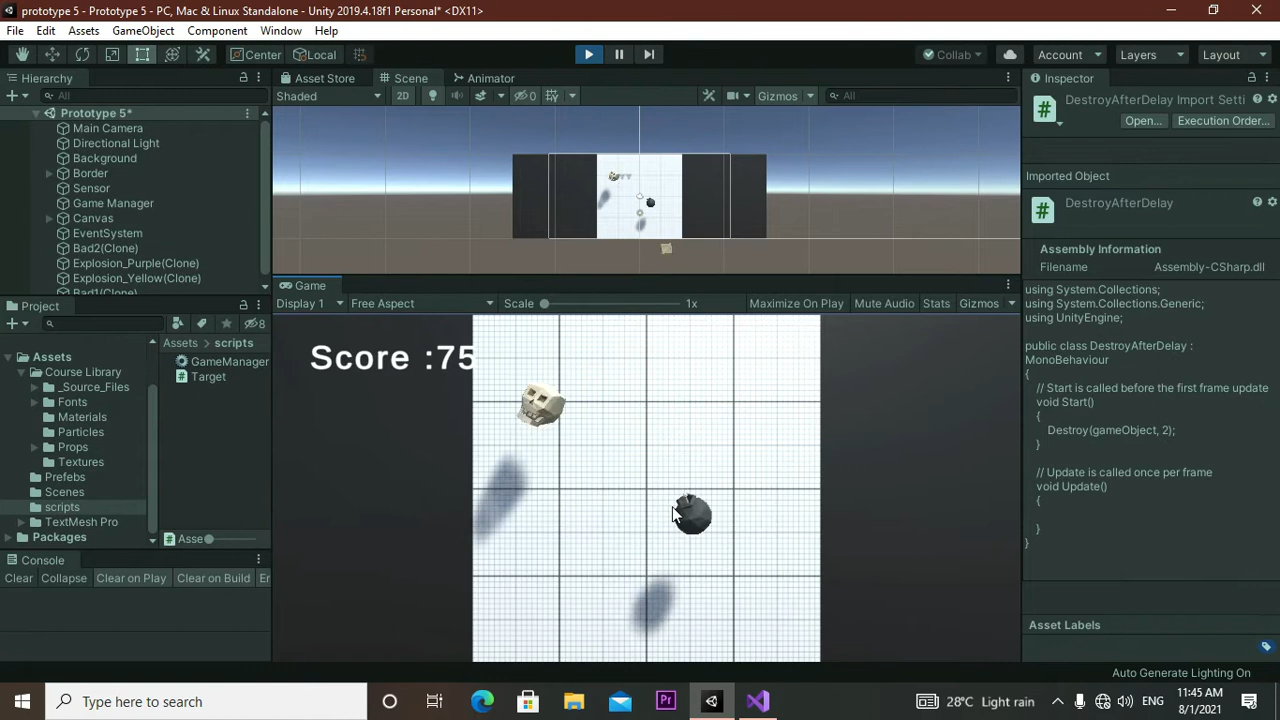 prototype 5 - Prototype 5 - PC, Mac & Linux Standalone - Unity 2019.4.18f1 Personal* <DX11>
File Edit Assets GameObject Component Window Help
Center Local Collab Account Layers Layout
Hierarchy
All
Prototype 5*
Main Camera
Directional Light
Background
Border
Sensor
Game Manager
Canvas
EventSystem
Bad2(Clone)
Explosion_Purple(Clone)
Explosion_Yellow(Clone)
Bad1(Clone)
Asset Store Scene Animator
Shaded 2D 0 Gizmos All
Game
Display 1 Free Aspect Scale 1x Maximize On Play Mute Audio Stats Gizmos
Score :75
Project
8
Assets
Course Library
_Source_Files
Fonts
Materials
Particles
Props
Textures
Prefebs
Scenes
scripts
TextMesh Pro
Packages
Assets scripts
GameManager
Target
Asse
Console
Clear Collapse Clear on Play Clear on Build Er
Inspector
DestroyAfterDelay Import Setti
Open... Execution Order...
Imported Object
DestroyAfterDelay
Assembly Information
Filename Assembly-CSharp.dll
using System.Collections;
using System.Collections.Generic;
using UnityEngine;
public class DestroyAfterDelay :
MonoBehaviour
{
// Start is called before the first frame update
void Start()
{
Destroy(gameObject, 2);
}
// Update is called once per frame
void Update()
{
}
}
Asset Labels
Auto Generate Lighting On
Type here to search
Pr
28°C Light rain
ENG
11:45 AM
8/1/2021